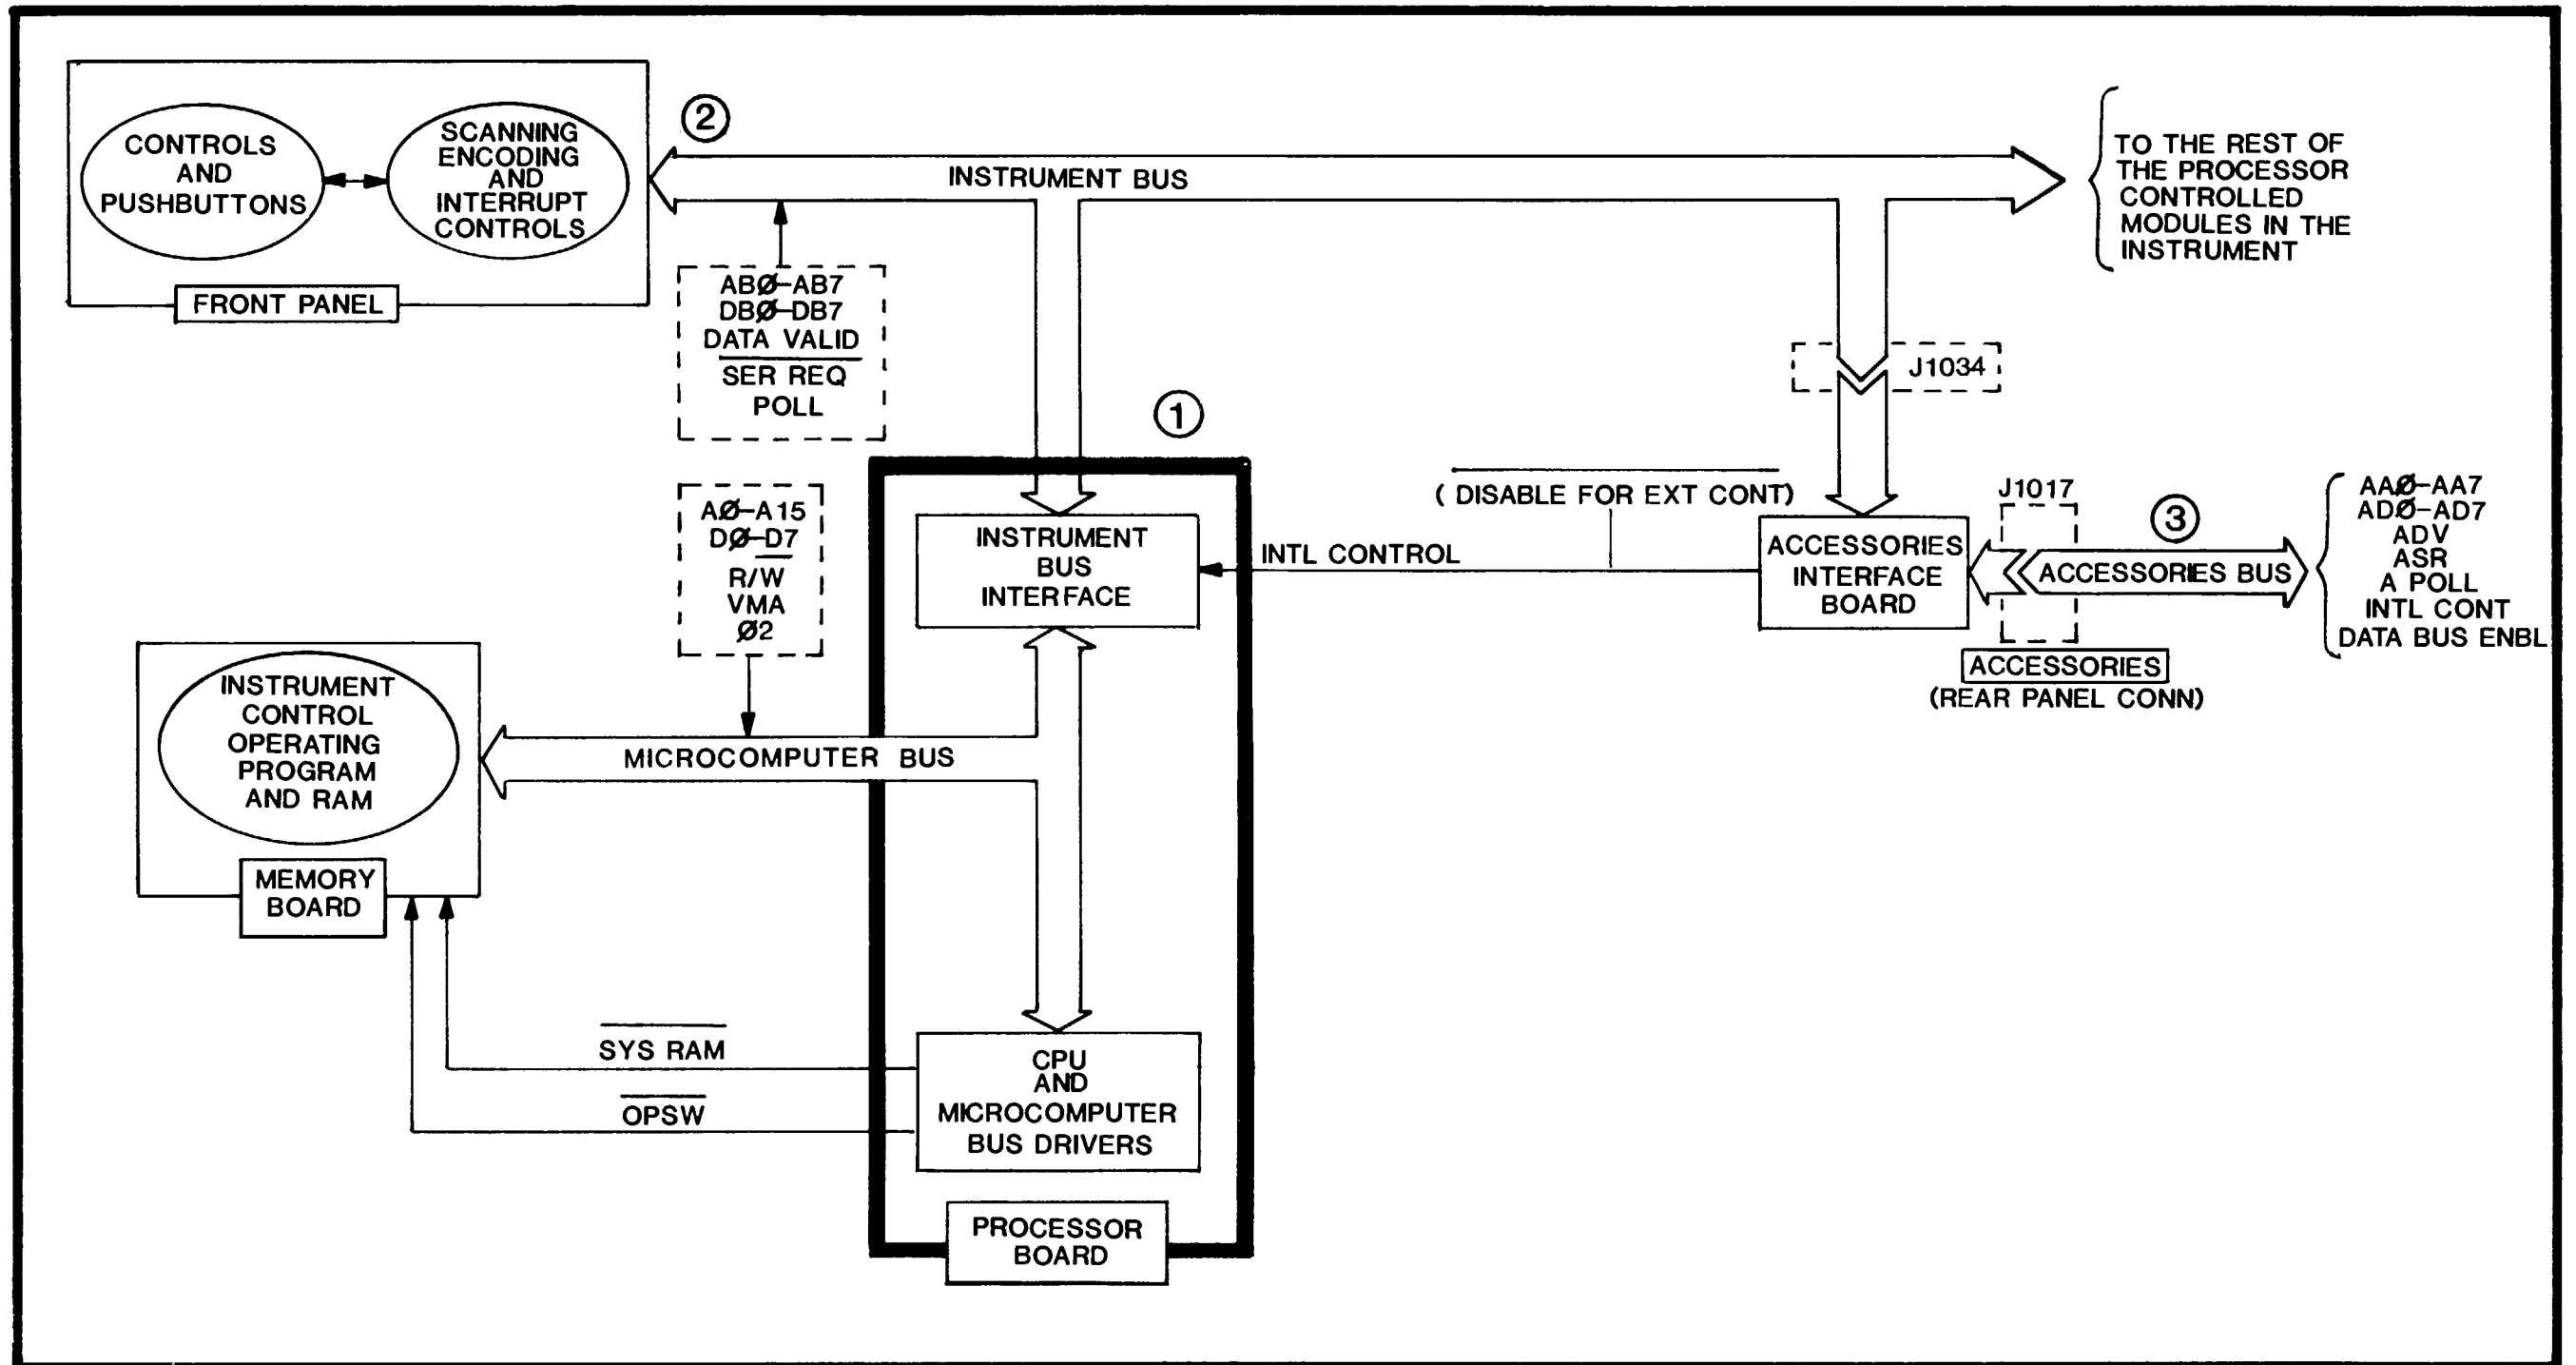 CONTROLS
AND
PUSHBUTTONS
SCANNING
ENCODING
AND
INTERRUPT
CONTROLS
FRONT PANEL
②
INSTRUMENT BUS
TO THE REST OF
THE PROCESSOR
CONTROLLED
MODULES IN THE
INSTRUMENT
ABØ-AB7
DBØ-DB7
DATA VALID
SER REQ
POLL
J1034
①
AØ-A15
DØ-D7
R/W
VMA
Ø2
INSTRUMENT
BUS
INTERFACE
(DISABLE FOR EXT CONT)
INTL CONTROL
ACCESSORIES
INTERFACE
BOARD
J1017
③
ACCESSORIES BUS
AAØ-AA7
ADØ-AD7
ADV
ASR
A POLL
INTL CONT
DATA BUS ENBL
ACCESSORIES
(REAR PANEL CONN)
INSTRUMENT
CONTROL
OPERATING
PROGRAM
AND RAM
MICROCOMPUTER BUS
MEMORY
BOARD
SYS RAM
OPSW
CPU
AND
MICROCOMPUTER
BUS DRIVERS
PROCESSOR
BOARD